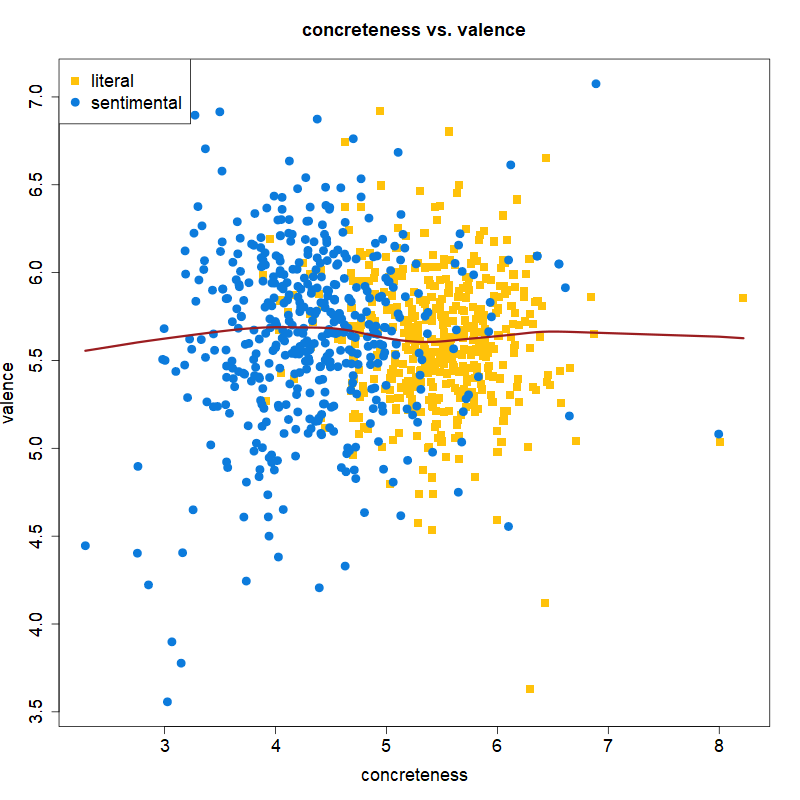 concreteness vs. valence
literal
sentimental
7.0
6.5
6.0
5.5
5.0
4.5
4.0
3.5
valence
3 4 5 6 7 8
concreteness